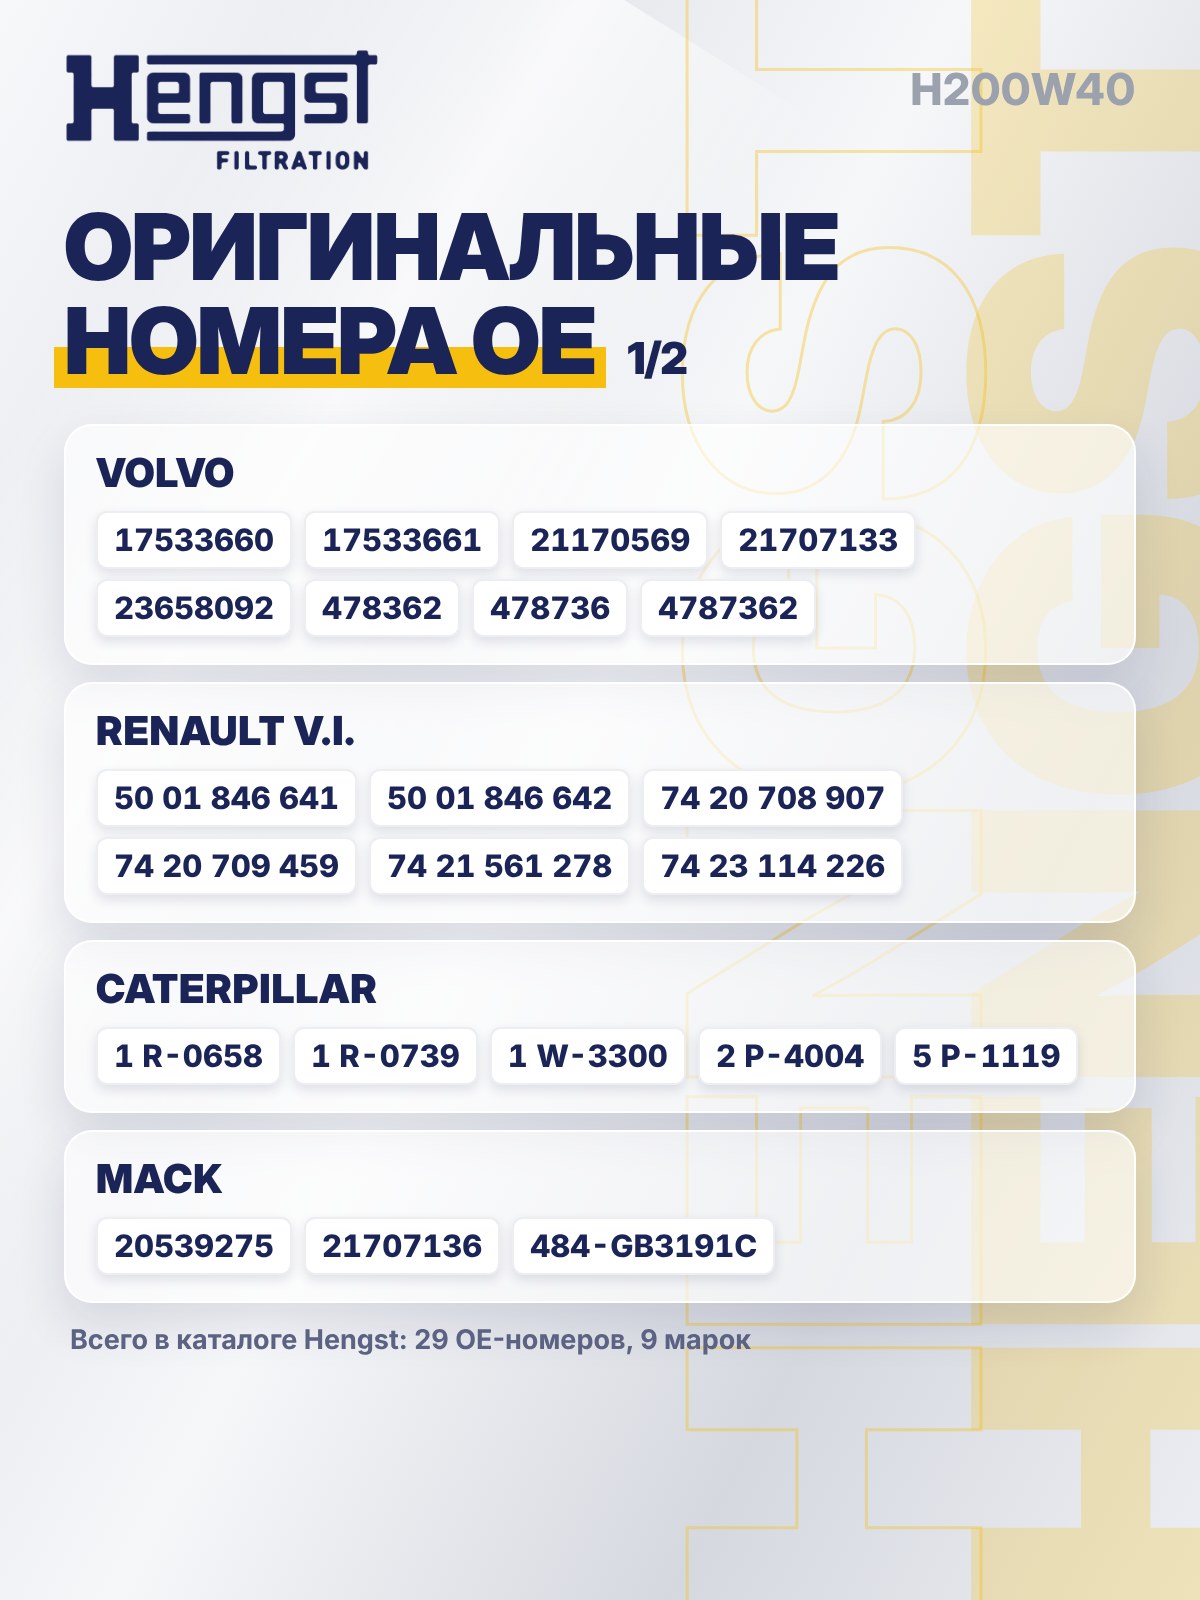 Hengst
FILTRATION
H200W40
ОРИГИНАЛЬНЫЕ
НОМЕРА OE 1/2
VOLVO
17533660 17533661 21170569 21707133
23658092 478362 478736 4787362
RENAULT V.I.
50 01 846 641 50 01 846 642 74 20 708 907
74 20 709 459 74 21 561 278 74 23 114 226
CATERPILLAR
1 R-0658 1 R-0739 1 W-3300 2 P-4004 5 P-1119
MACK
20539275 21707136 484-GB3191C
Всего в каталоге Hengst: 29 OE-номеров, 9 марок
HENGST
HENGST